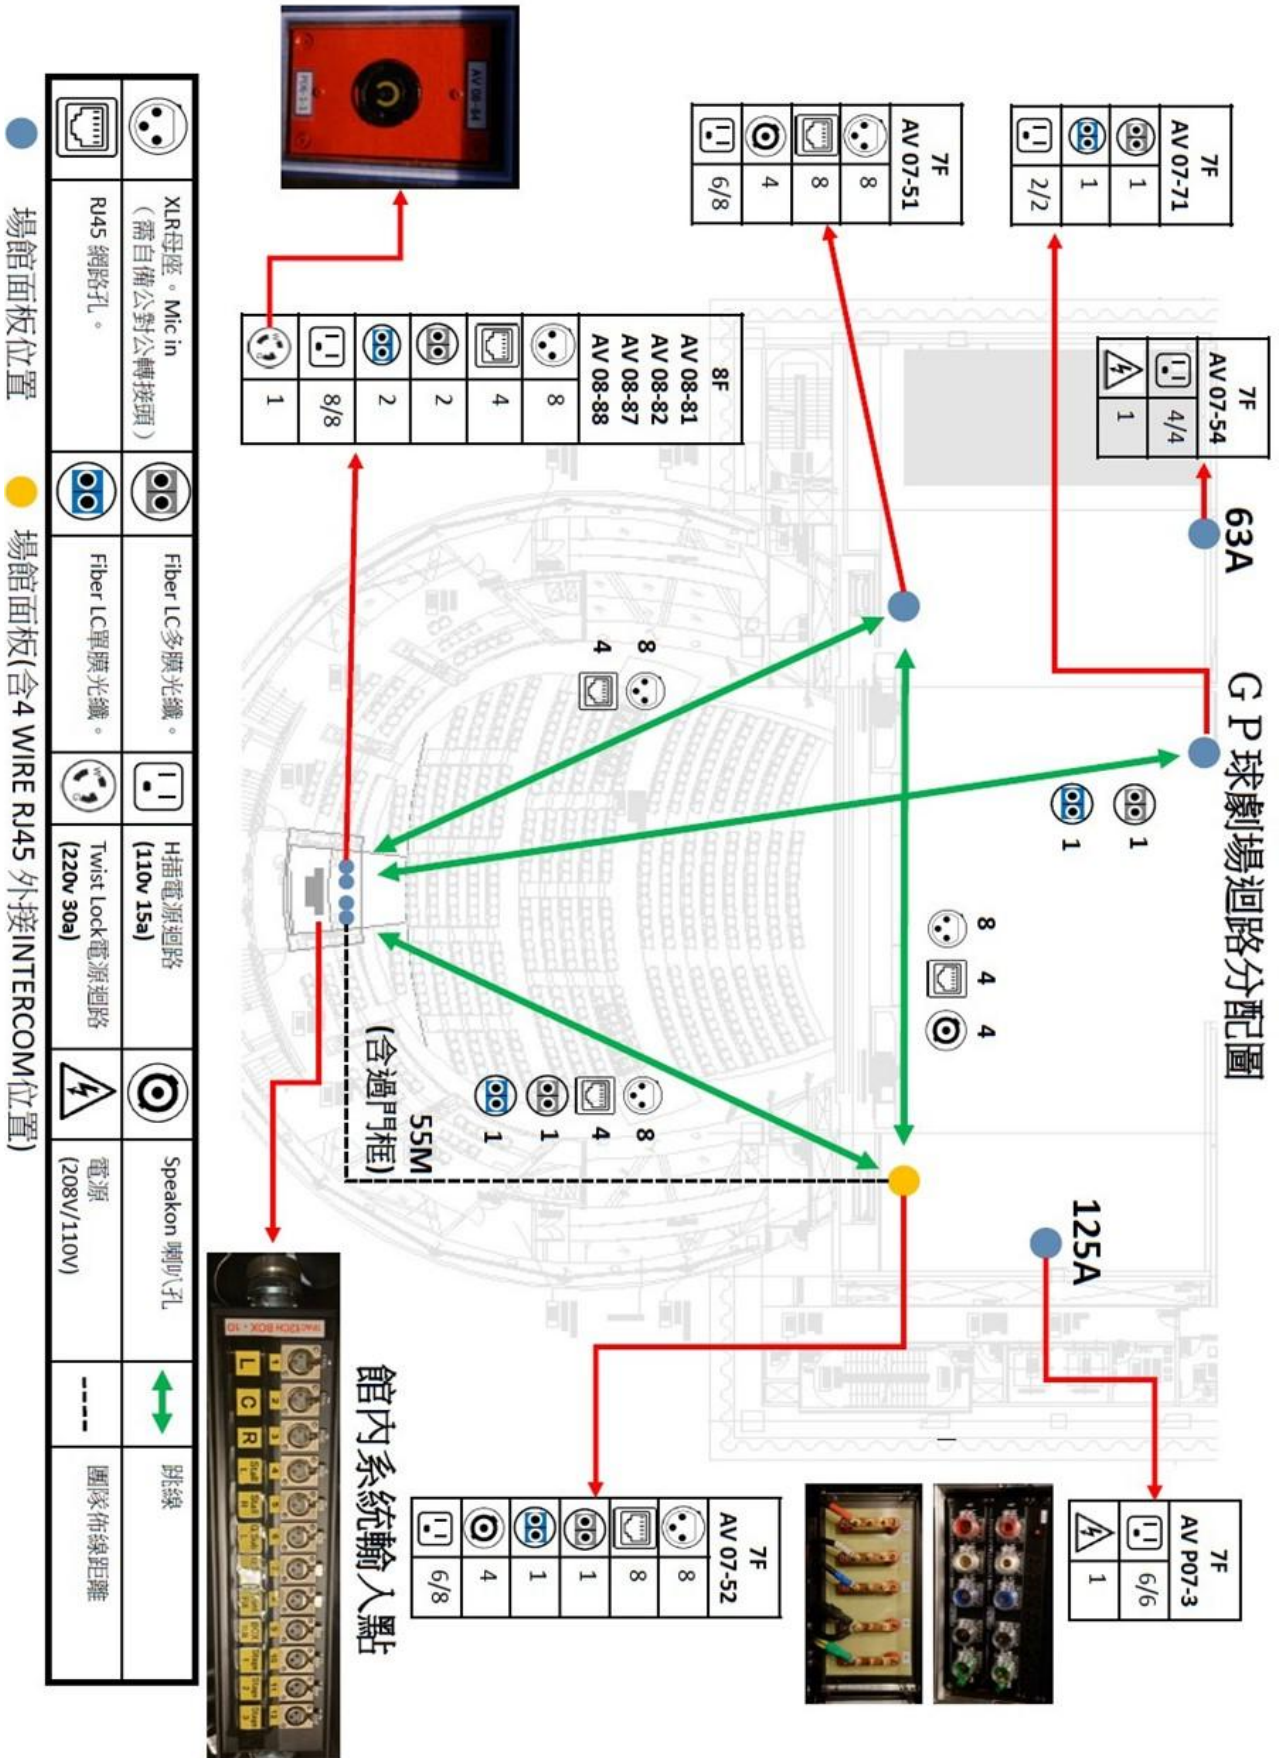 GP球劇場迴路分配圖
7F
AV 07-71
1
1
2/2
7F
AV 07-54
4/4
1
63A
7F
AV 07-51
8
8
4
6/8
1
1
8
4
4
125A
7F
AV P07-3
6/6
1
8F
AV 08-81
AV 08-82
AV 08-87
AV 08-88
8
4
2
2
8/8
1
AV 08-84
8
4
8
4
1
1
55M
(含過門框)
7F
AV 07-52
8
8
1
1
4
6/8
館內系統輸入點
L
C
R
XLR母座。Mic in
(需自備公對公轉接頭)
Fiber LC多膜光纖。
H插電源迴路
(110v 15a)
Speakon 喇叭孔
跳線
RJ45 網路孔。
Fiber LC單膜光纖。
Twist Lock電源迴路
(220v 30a)
電源
(208V/110V)
團隊佈線距離
場館面板位置
場館面板(含4 WIRE RJ45 外接INTERCOM位置)